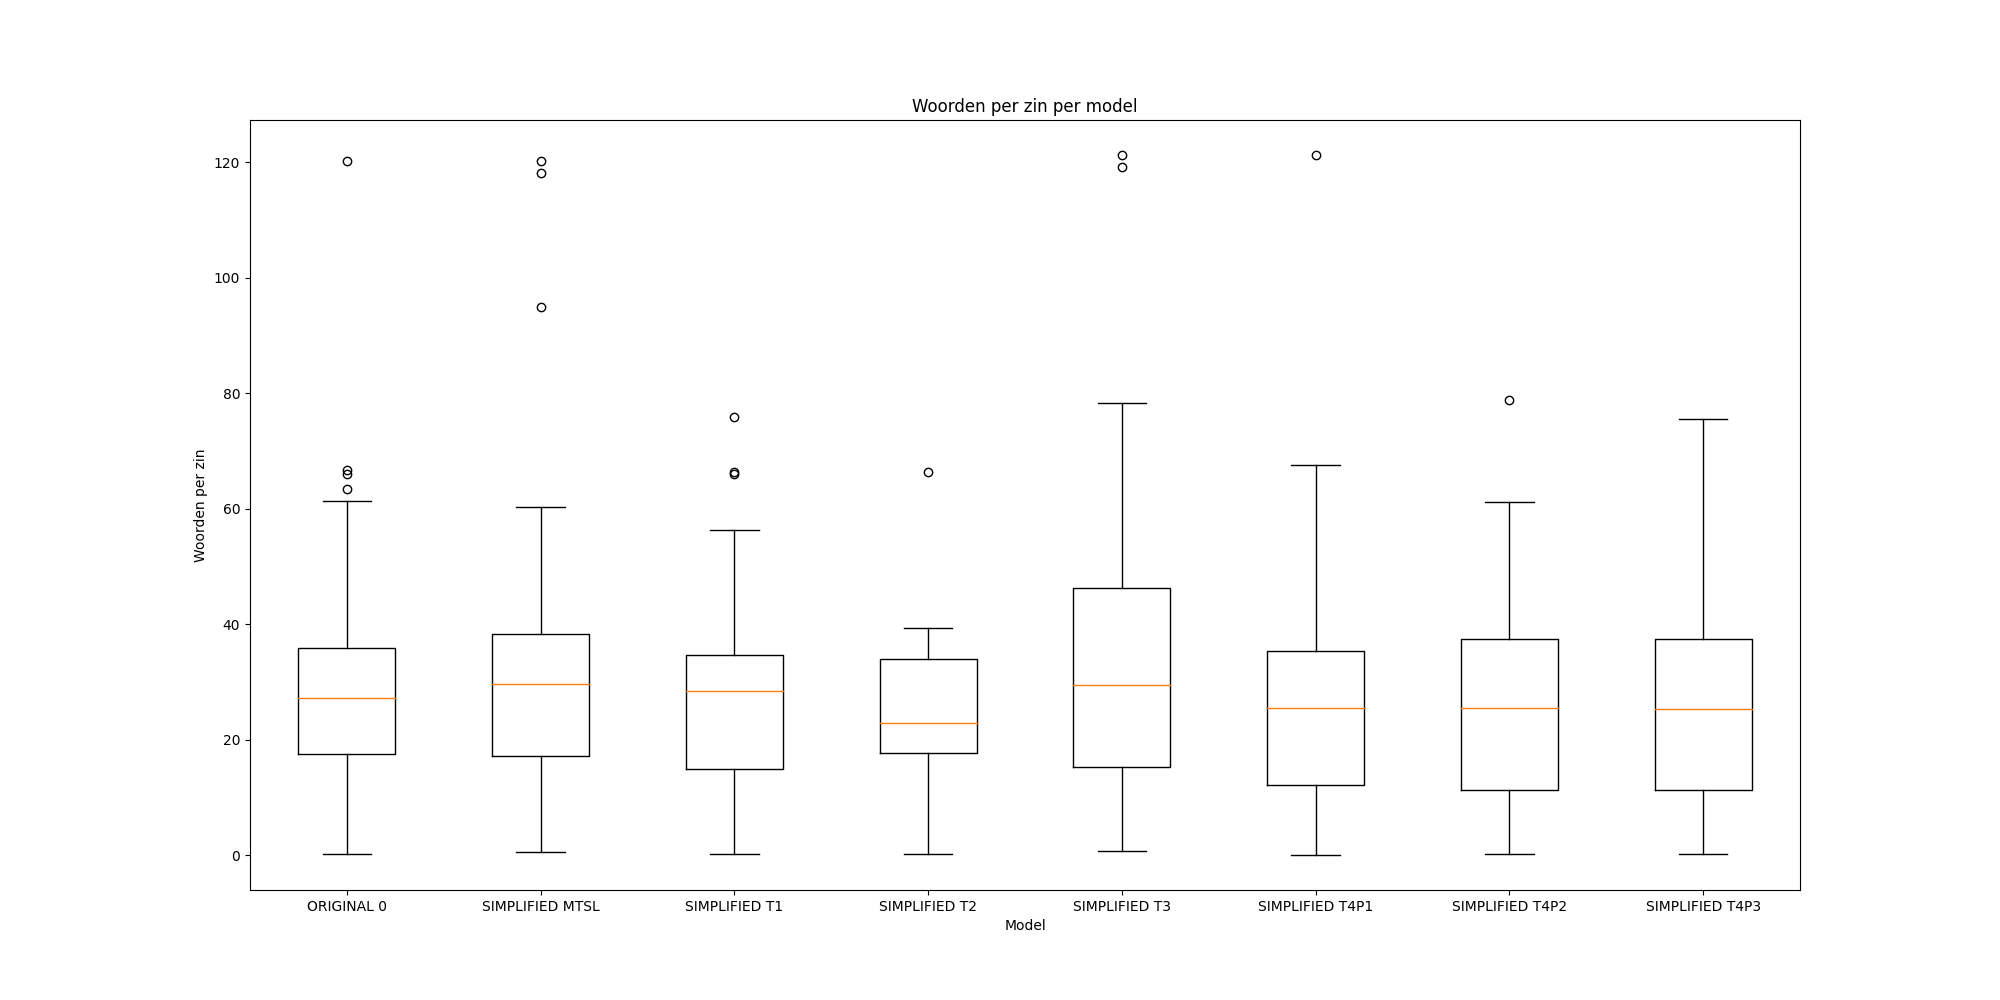 Woorden per zin per model
Woorden per zin
120
100
80
60
40
20
0
ORIGINAL 0
SIMPLIFIED MTSL
SIMPLIFIED T1
SIMPLIFIED T2
SIMPLIFIED T3
SIMPLIFIED T4P1
SIMPLIFIED T4P2
SIMPLIFIED T4P3
Model